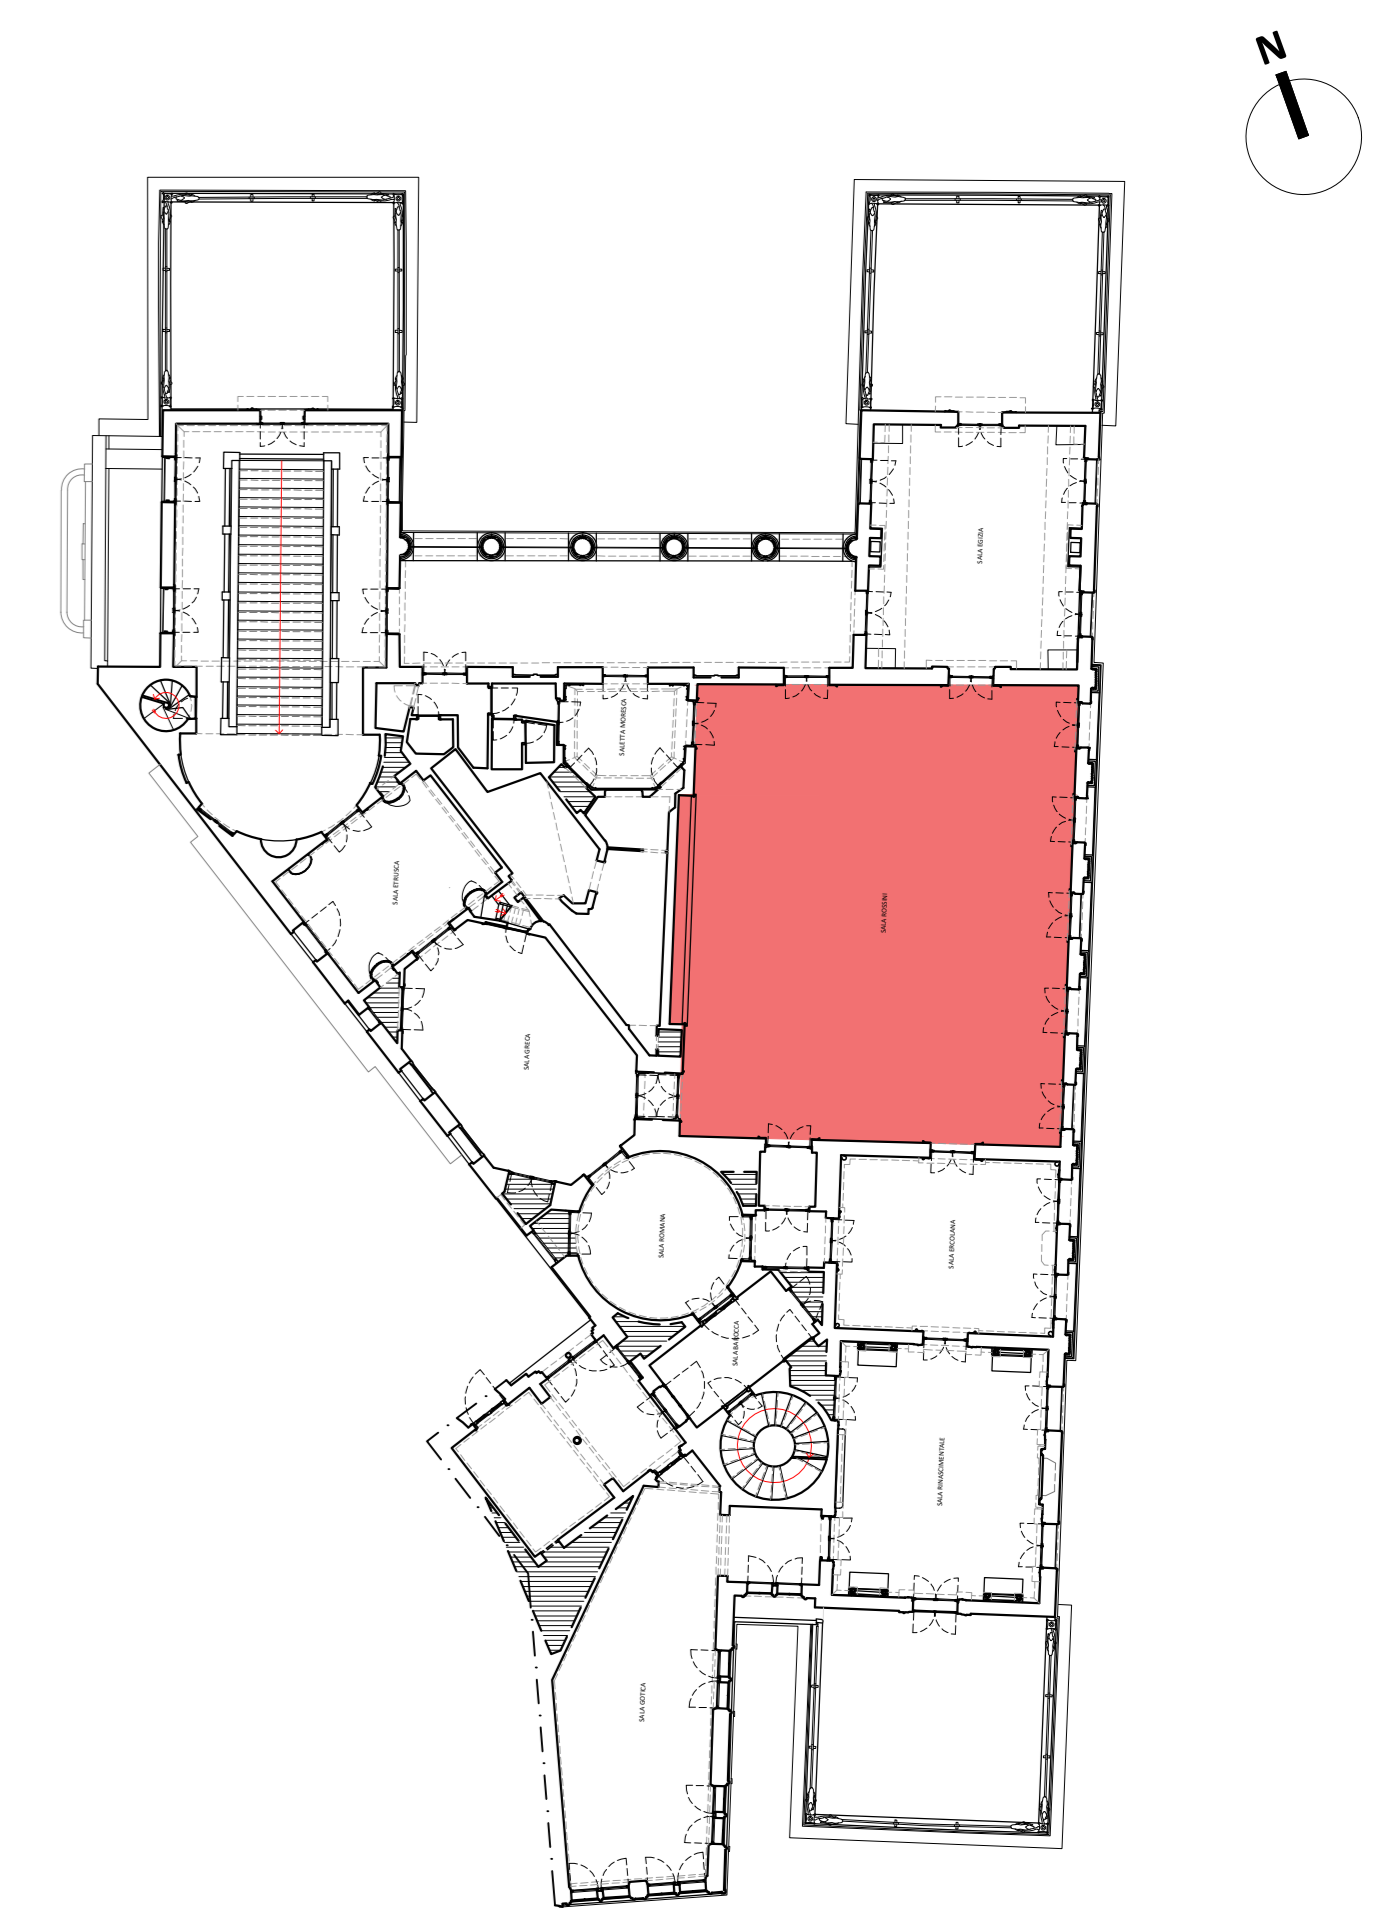 N
SALA EGIZIA
SALETTA MORESCA
SALA ETRUSCA
SALA ROSSINI
SALA GRECA
SALA ROMANA
SALA ERCOLANA
SALA BAROCCA
SALA RINASCIMENTALE
SALA GOTICA